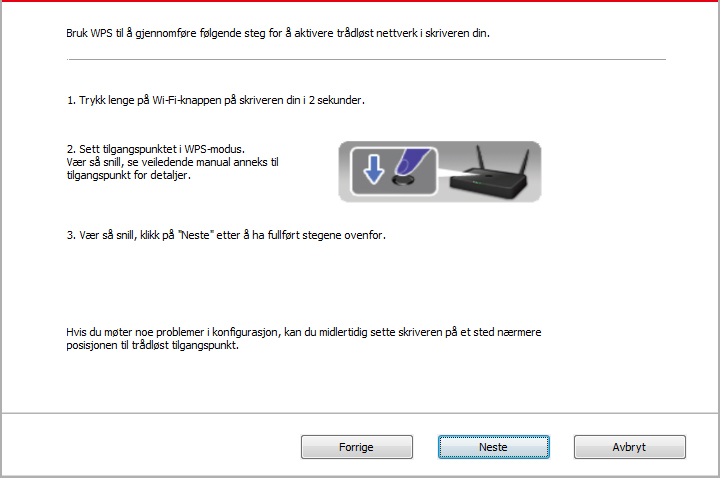 Bruk WPS til å gjennomføre følgende steg for å aktivere trådløst nettverk i skriveren din.
1. Trykk lenge på Wi-Fi-knappen på skriveren din i 2 sekunder.
2. Sett tilgangspunktet i WPS-modus.
Vær så snill, se veiledende manual anneks til
tilgangspunkt for detaljer.
3. Vær så snill, klikk på "Neste" etter å ha fullført stegene ovenfor.
Hvis du møter noe problemer i konfigurasjon, kan du midlertidig sette skriveren på et sted nærmere
posisjonen til trådløst tilgangspunkt.
Forrige
Neste
Avbryt